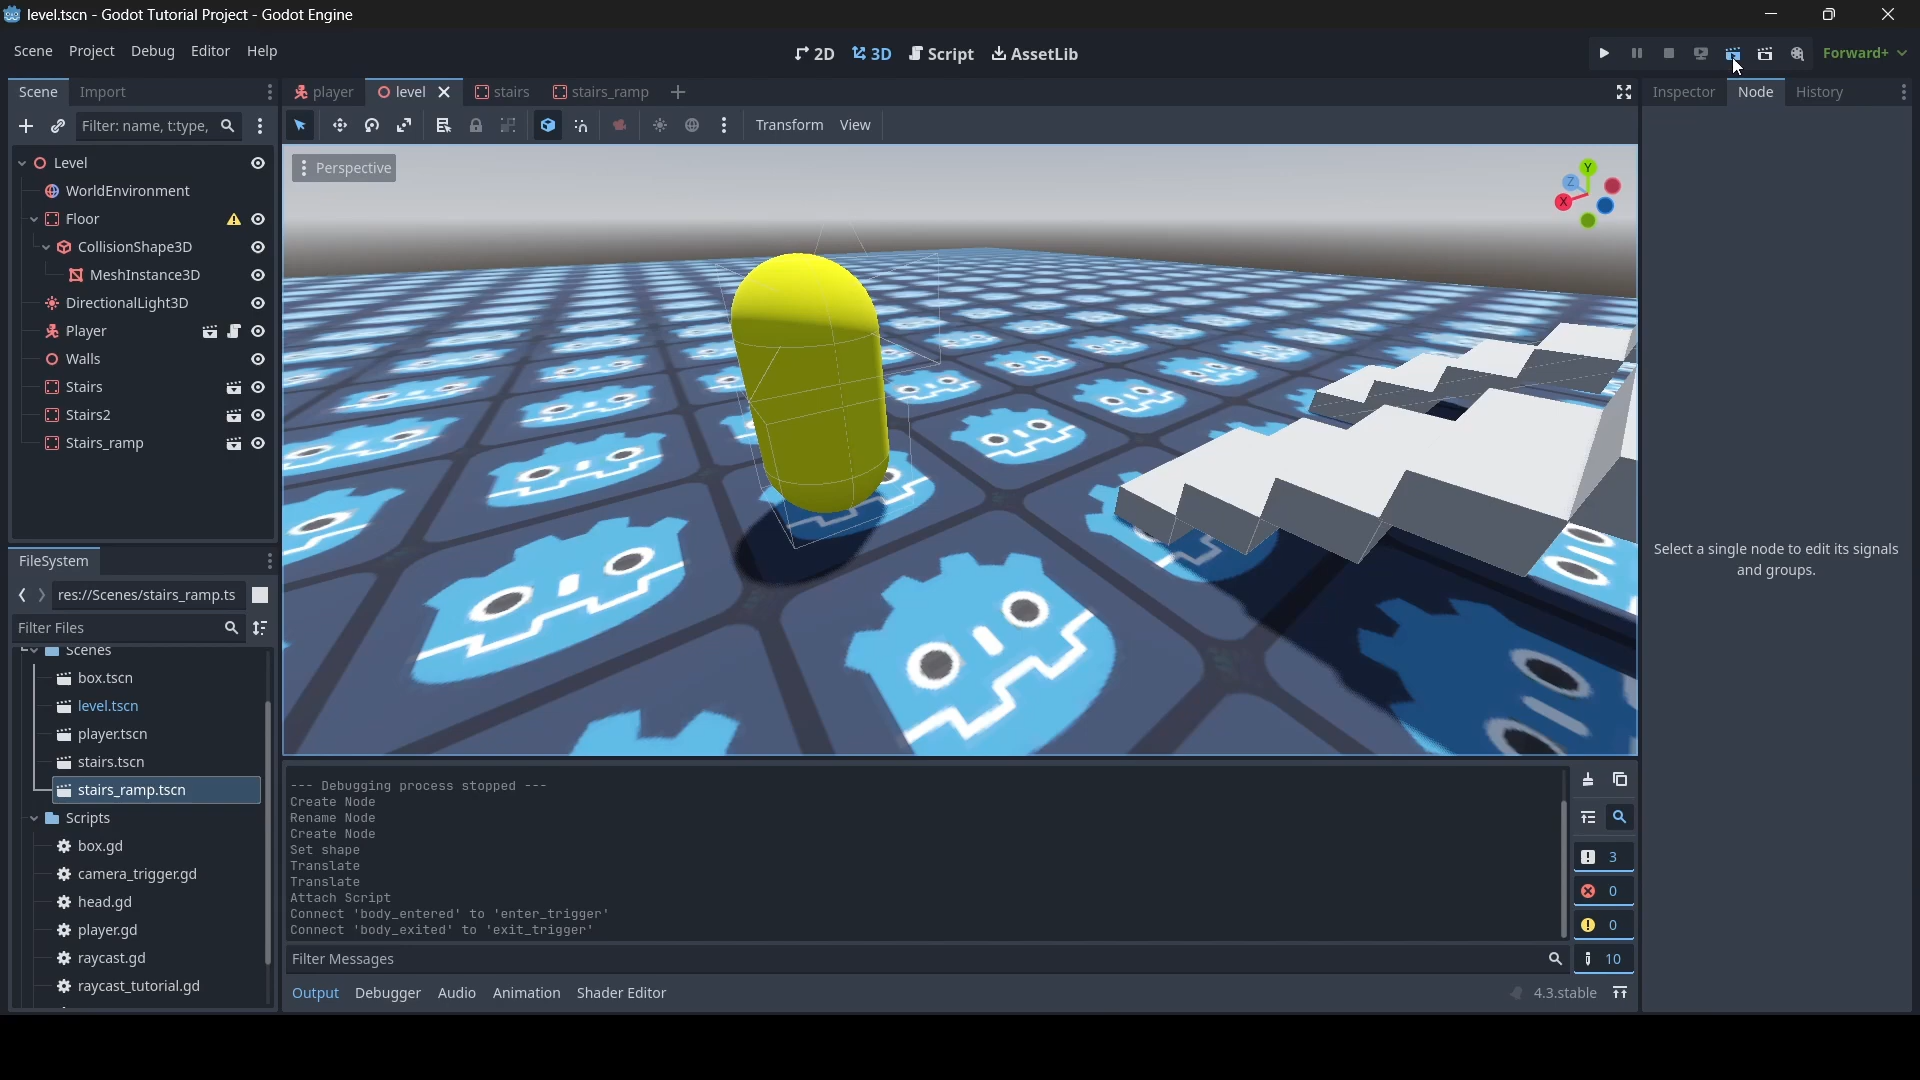 level.tscn - Godot Tutorial Project - Godot Engine
Scene Project Debug Editor Help
2D 3D Script AssetLib
Forward+
Scene Import
player level stairs stairs_ramp
Inspector Node History
Filter: name, t:type,
Transform View
Level
WorldEnvironment
Floor
CollisionShape3D
MeshInstance3D
DirectionalLight3D
Player
Walls
Stairs
Stairs2
Stairs_ramp
Perspective
Y
Z
X
Select a single node to edit its signals
and groups.
FileSystem
res://Scenes/stairs_ramp.ts
Filter Files
Scenes
box.tscn
level.tscn
player.tscn
stairs.tscn
stairs_ramp.tscn
Scripts
box.gd
camera_trigger.gd
head.gd
player.gd
raycast.gd
raycast_tutorial.gd
--- Debugging process stopped ---
Create Node
Rename Node
Create Node
Set shape
Translate
Translate
Attach Script
Connect 'body_entered' to 'enter_trigger'
Connect 'body_exited' to 'exit_trigger'
3
0
0
10
Filter Messages
Output Debugger Audio Animation Shader Editor
4.3.stable